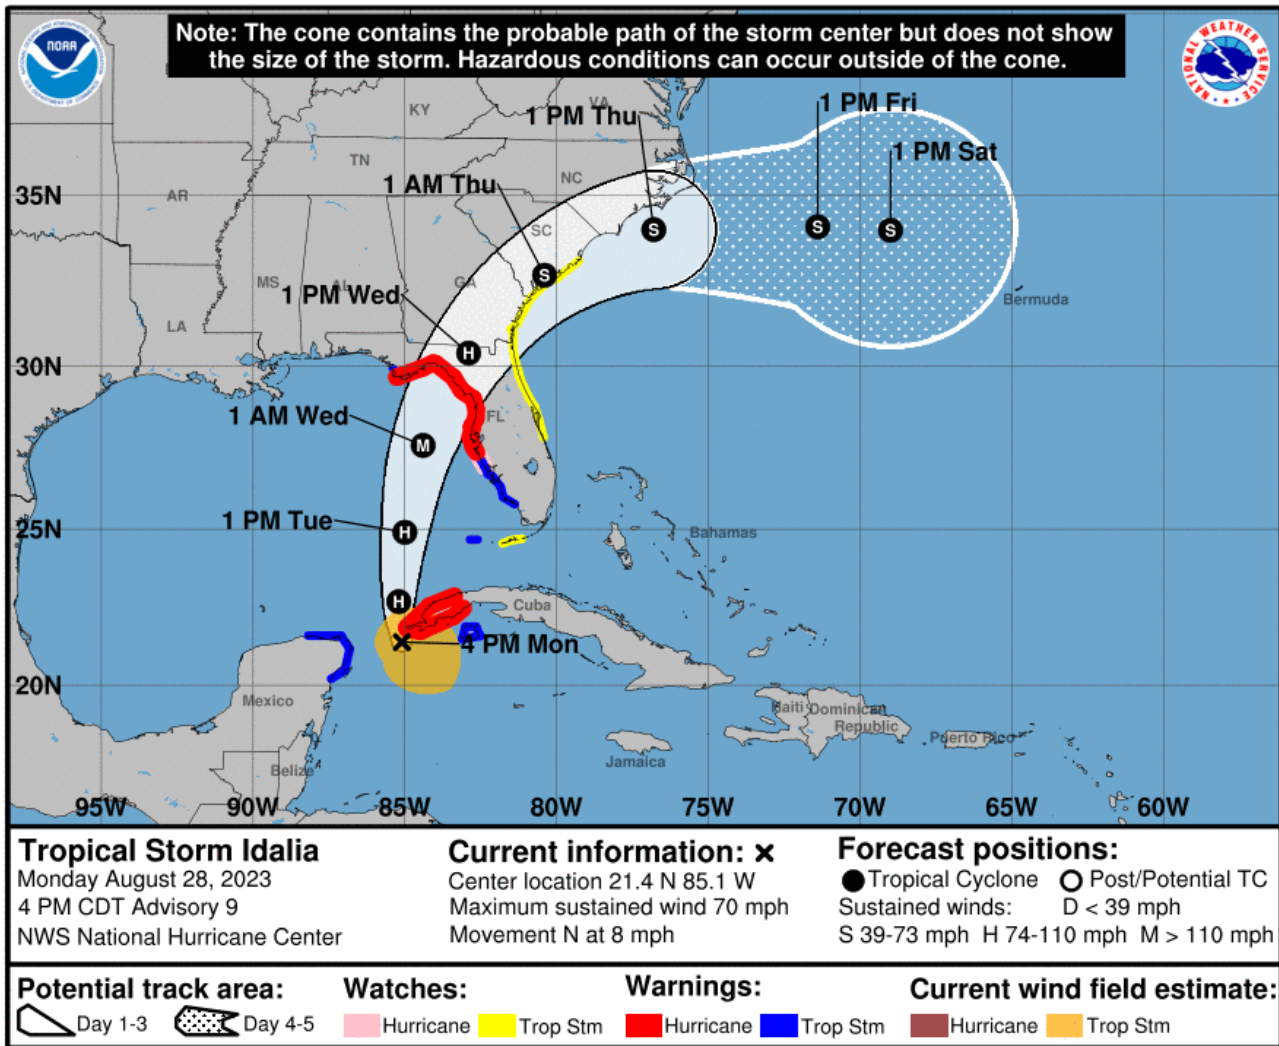 Note: The cone contains the probable path of the storm center but does not show
the size of the storm. Hazardous conditions can occur outside of the cone.
NOAA
NATIONAL WEATHER SERVICE
1 PM Fri
KY
VA
1 PM Thu
1 PM Sat
TN
NC
1 AM Thu
AR
35N
SC
S
S
S
S
MS
AL
GA
1 PM Wed
Bermuda
LA
H
30N
1 AM Wed
FL
M
25N
1 PM Tue
H
Bahamas
H
Cuba
4 PM Mon
20N
Mexico
Haiti
Dominican
Republic
Puerto Rico
Jamaica
Belize
95W 90W 85W 80W 75W 70W 65W 60W
Tropical Storm Idalia
Monday August 28, 2023
4 PM CDT Advisory 9
NWS National Hurricane Center
Current information: ×
Center location 21.4 N 85.1 W
Maximum sustained wind 70 mph
Movement N at 8 mph
Forecast positions:
Tropical Cyclone Post/Potential TC
Sustained winds: D < 39 mph
S 39-73 mph H 74-110 mph M > 110 mph
Potential track area:
Day 1-3 Day 4-5
Watches:
Hurricane Trop Stm
Warnings:
Hurricane Trop Stm
Current wind field estimate:
Hurricane Trop Stm